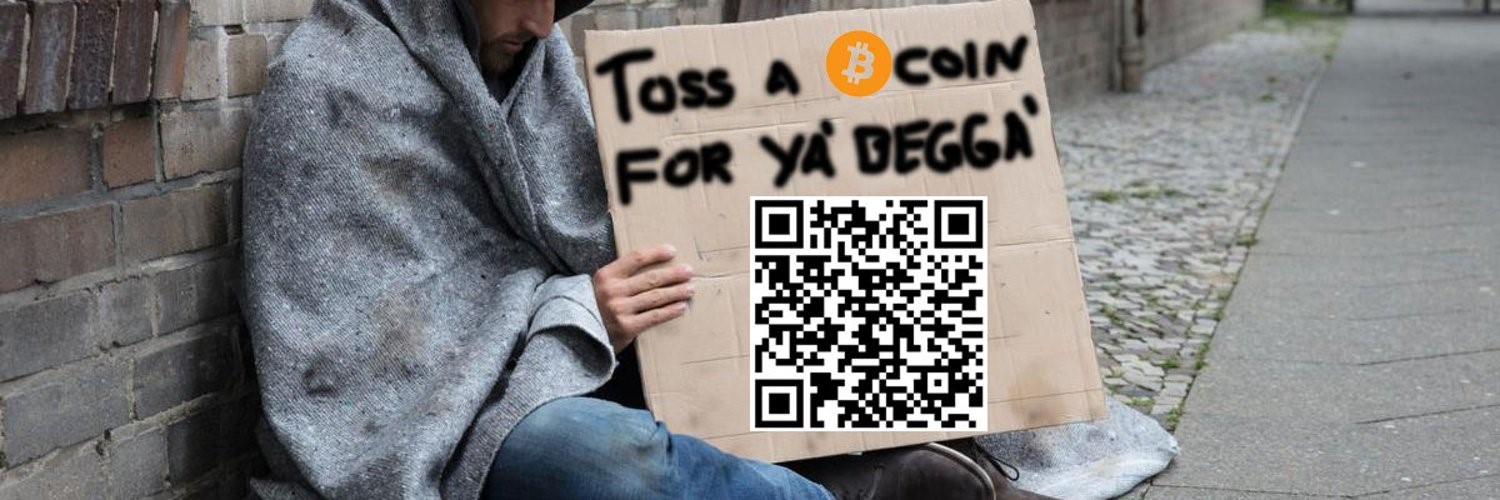 Toss A ₿ COIN
FOR YA' BEGGA'